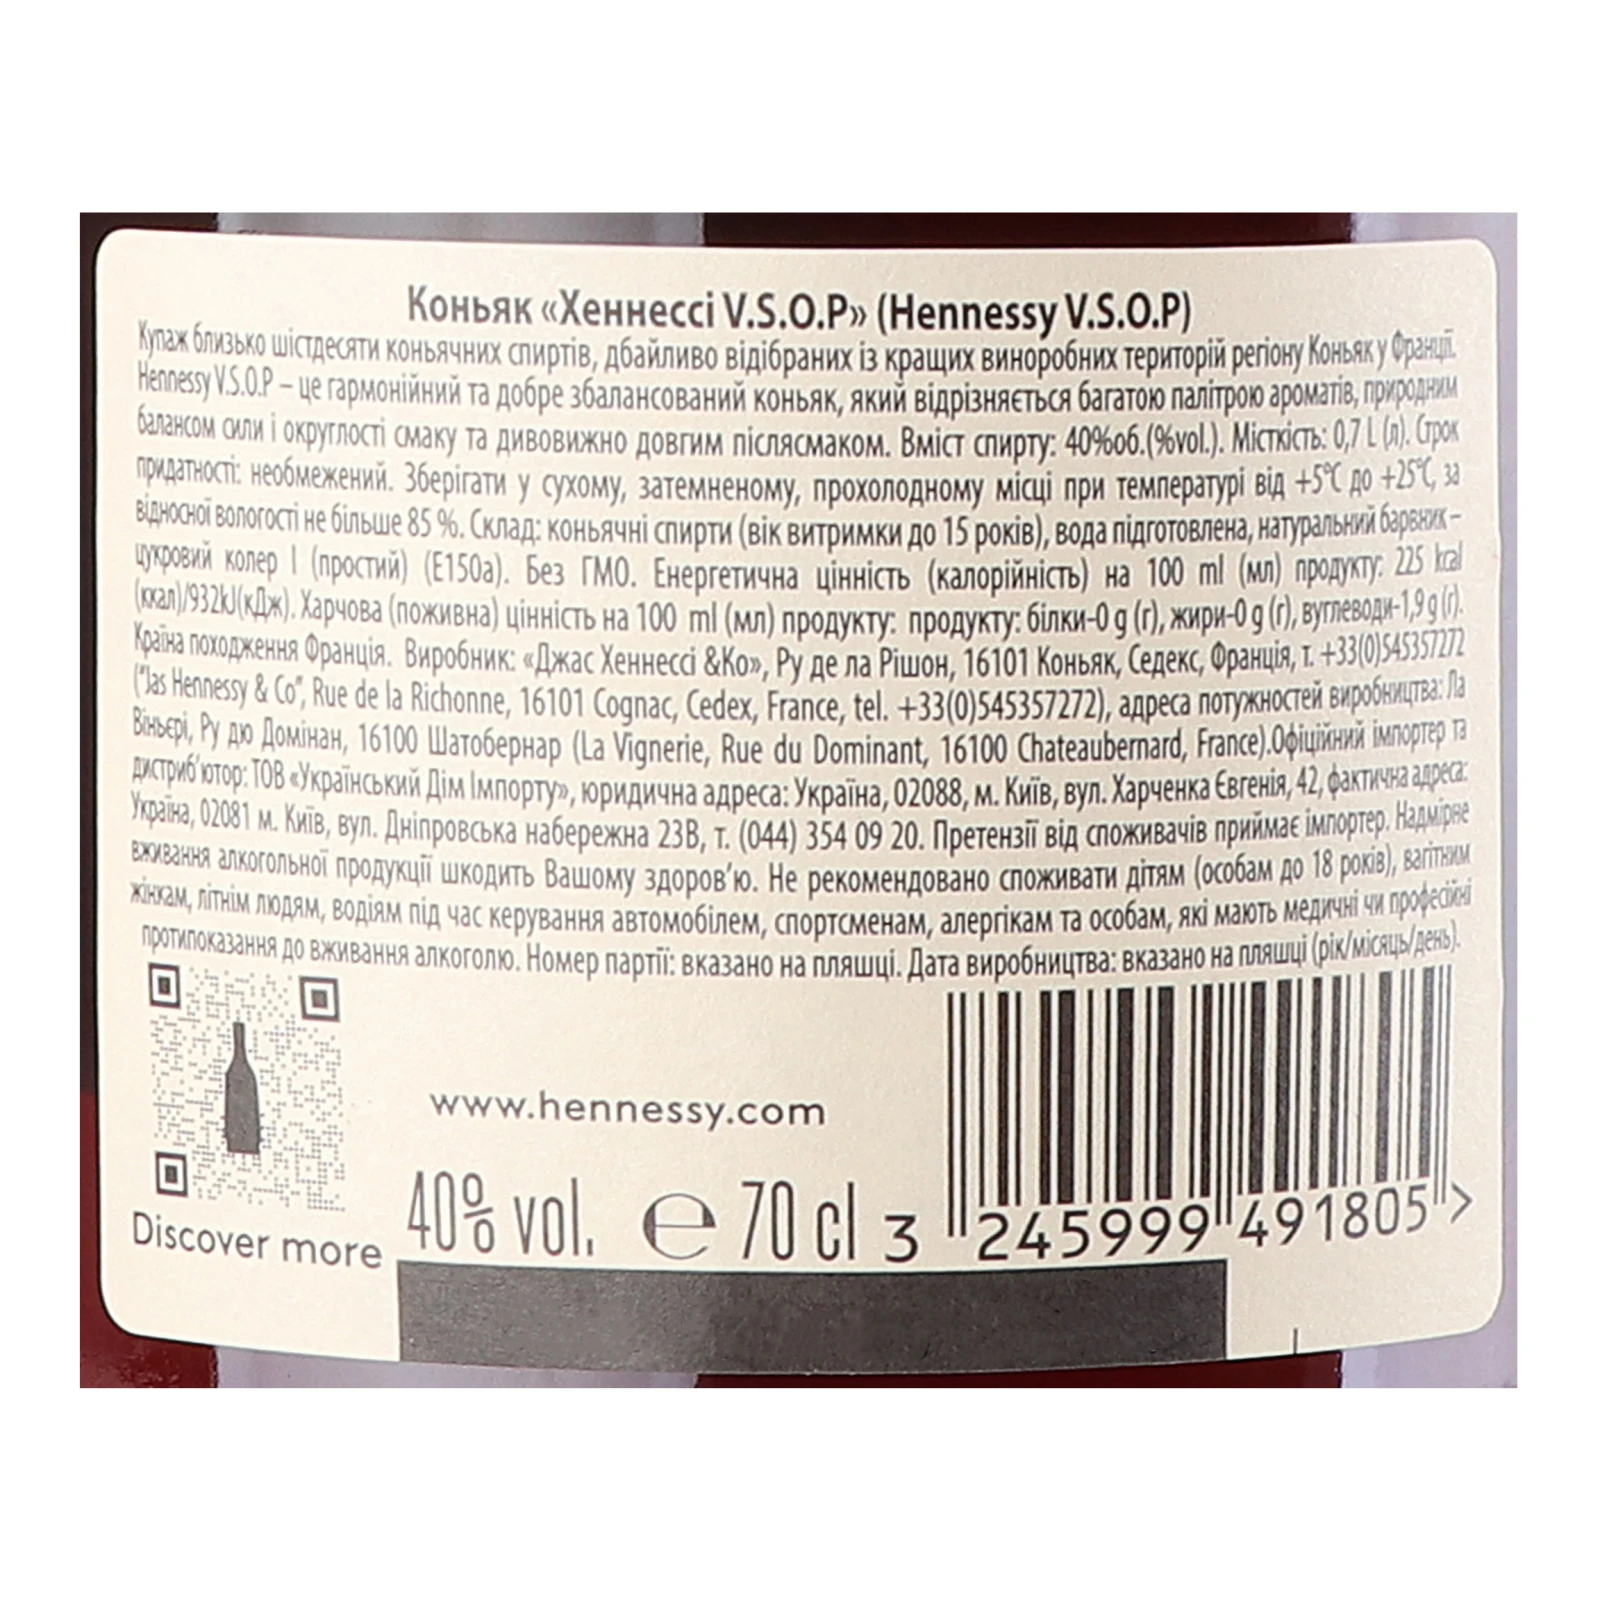 Коньяк «Хеннессі V.S.O.P» (Hennessy V.S.O.P)
Купаж близько шістдесяти коньячних спиртів, дбайливо відібраних із кращих виноробних територій регіону Коньяк у Франції.
Hennessy V.S.O.P – це гармонійний та добре збалансований коньяк, який відрізняється багатою палітрою ароматів, природним
балансом сили і округлості смаку та дивовижно довгим післясмаком. Вміст спирту: 40%об.(%vol.). Місткість: 0,7 L (л). Строк
придатності: необмежений. Зберігати у сухому, затемненому, прохолодному місці при температурі від +5°C до +25°C, за
відносної вологості не більше 85 %. Склад: коньячні спирти (вік витримки до 15 років), вода підготовлена, натуральний барвник –
цукровий колер I (простий) (E150a). Без ГМО. Енергетична цінність (калорійність) на 100 ml (мл) продукту: 225 kcal
(ккал)/932kJ(кДж). Харчова (поживна) цінність на 100 ml (мл) продукту: продукту: білки-0 g (г), жири-0 g (г), вуглеводи-1,9 g (г).
Країна походження Франція. Виробник: «Джас Хеннессі &Ко», Ру де ла Рішон, 16101 Коньяк, Седекс, Франція, т. +33(0)545357272
("Jas Hennessy & Co", Rue de la Richonne, 16101 Cognac, Cedex, France, tel. +33(0)545357272), адреса потужностей виробництва: Ла
Віньєрі, Ру дю Домінан, 16100 Шатобернар (La Vignerie, Rue du Dominant, 16100 Chateaubernard, France).Офіційний імпортер та
дистриб'ютор: ТОВ «Український Дім Імпорту», юридична адреса: Україна, 02088, м. Київ, вул. Харченка Євгенія, 42, фактична адреса:
Україна, 02081 м. Київ, вул. Дніпровська набережна 23В, т. (044) 354 09 20. Претензії від споживачів приймає імпортер. Надмірне
вживання алкогольної продукції шкодить Вашому здоров'ю. Не рекомендовано споживати дітям (особам до 18 років), вагітним
жінкам, літнім людям, водіям під час керування автомобілем, спортсменам, алергікам та особам, які мають медичні чи професійні
протипоказання до вживання алкоголю. Номер партії: вказано на пляшці. Дата виробництва: вказано на пляшці (рік/місяць/день).
www.hennessy.com
Discover more
40% vol. ℮ 70 cl
3 245999 491805 >